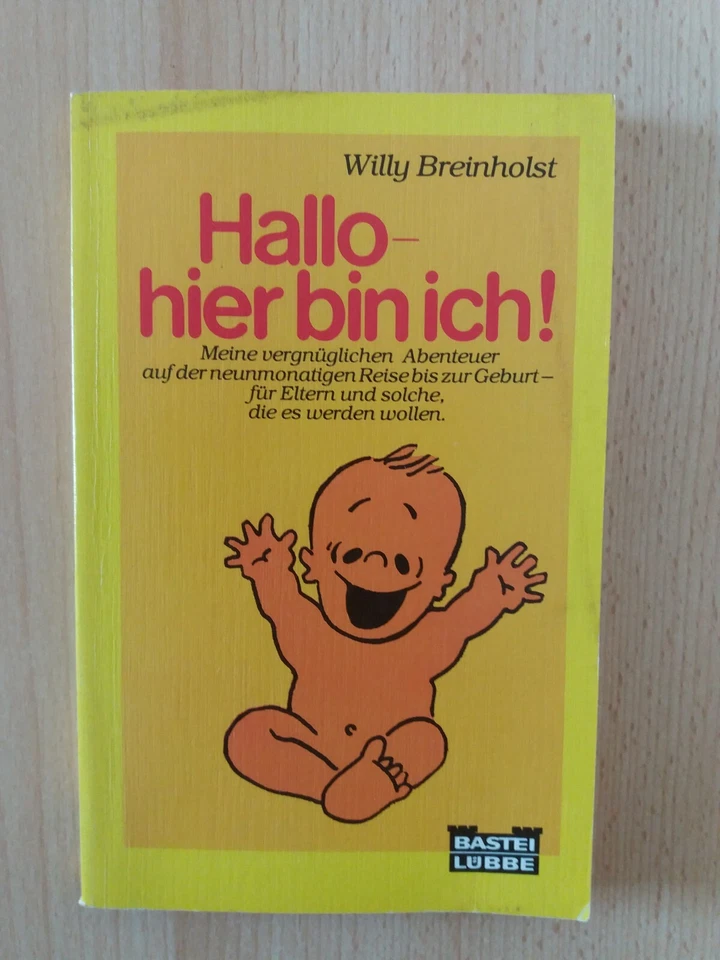 Willy Breinholst
Hallo–
hier bin ich!
Meine vergnüglichen Abenteuer
auf der neunmonatigen Reise bis zur Geburt –
für Eltern und solche,
die es werden wollen.
BASTEI
LÜBBE